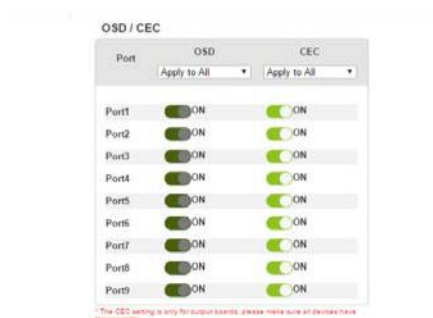 OSD / CEC
Port OSD CEC
Apply to All Apply to All
Port1 ON ON
Port2 ON ON
Port3 ON ON
Port4 ON ON
Port5 ON ON
Port6 ON ON
Port7 ON ON
Port8 ON ON
Port9 ON ON
* The CEC setting is only for output boards, please make sure all devices have